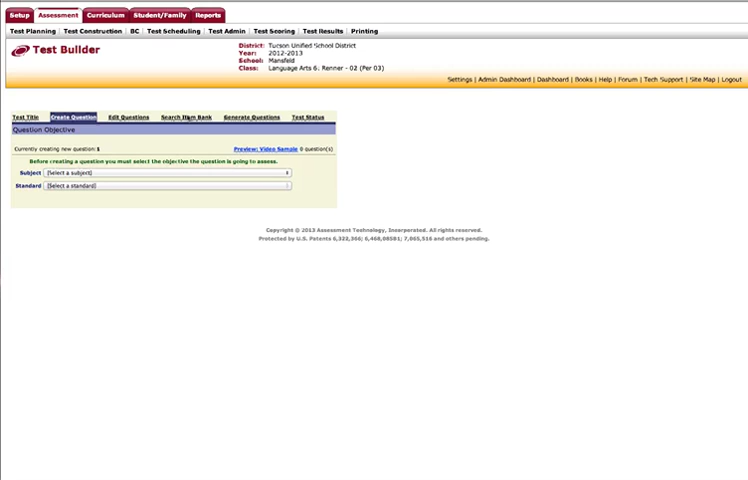 Setup Assessment Curriculum Student/Family Reports
Test Planning | Test Construction | BC | Test Scheduling | Test Admin | Test Scoring | Test Results | Printing
Test Builder
District: Tucson Unified School District
Year: 2012-2013
School: Mansfeld
Class: Language Arts 6: Renner - 02 (Per 03)
Settings | Admin Dashboard | Dashboard | Books | Help | Forum | Tech Support | Site Map | Logout
Test Title Create Question Edit Questions Search Item Bank Generate Questions Test Status
Question Objective
Currently creating new question:1 Preview: Video Sample 0 question(s)
Before creating a question you must select the objective the question is going to assess.
Subject [Select a subject]
Standard [Select a standard]
Copyright © 2013 Assessment Technology, Incorporated. All rights reserved.
Protected by U.S. Patents 6,322,366; 6,468,085B1; 7,065,516 and others pending.